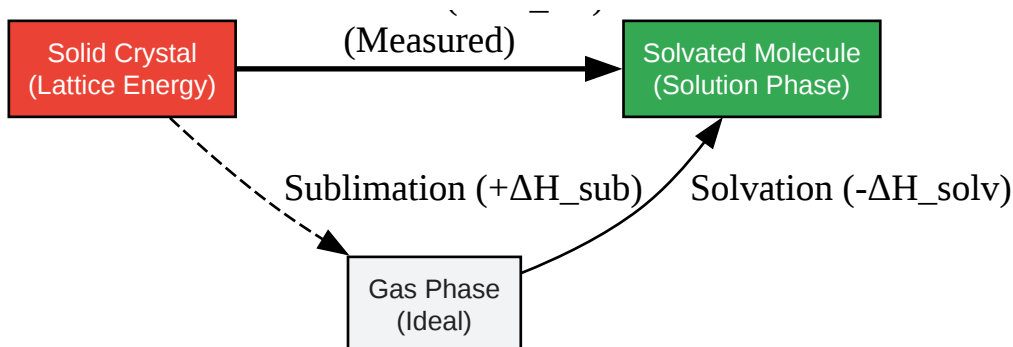 Solid Crystal
(Lattice Energy)
(Measured)
Solvated Molecule
(Solution Phase)
Sublimation (+ΔH_sub)
Solvation (-ΔH_solv)
Gas Phase
(Ideal)